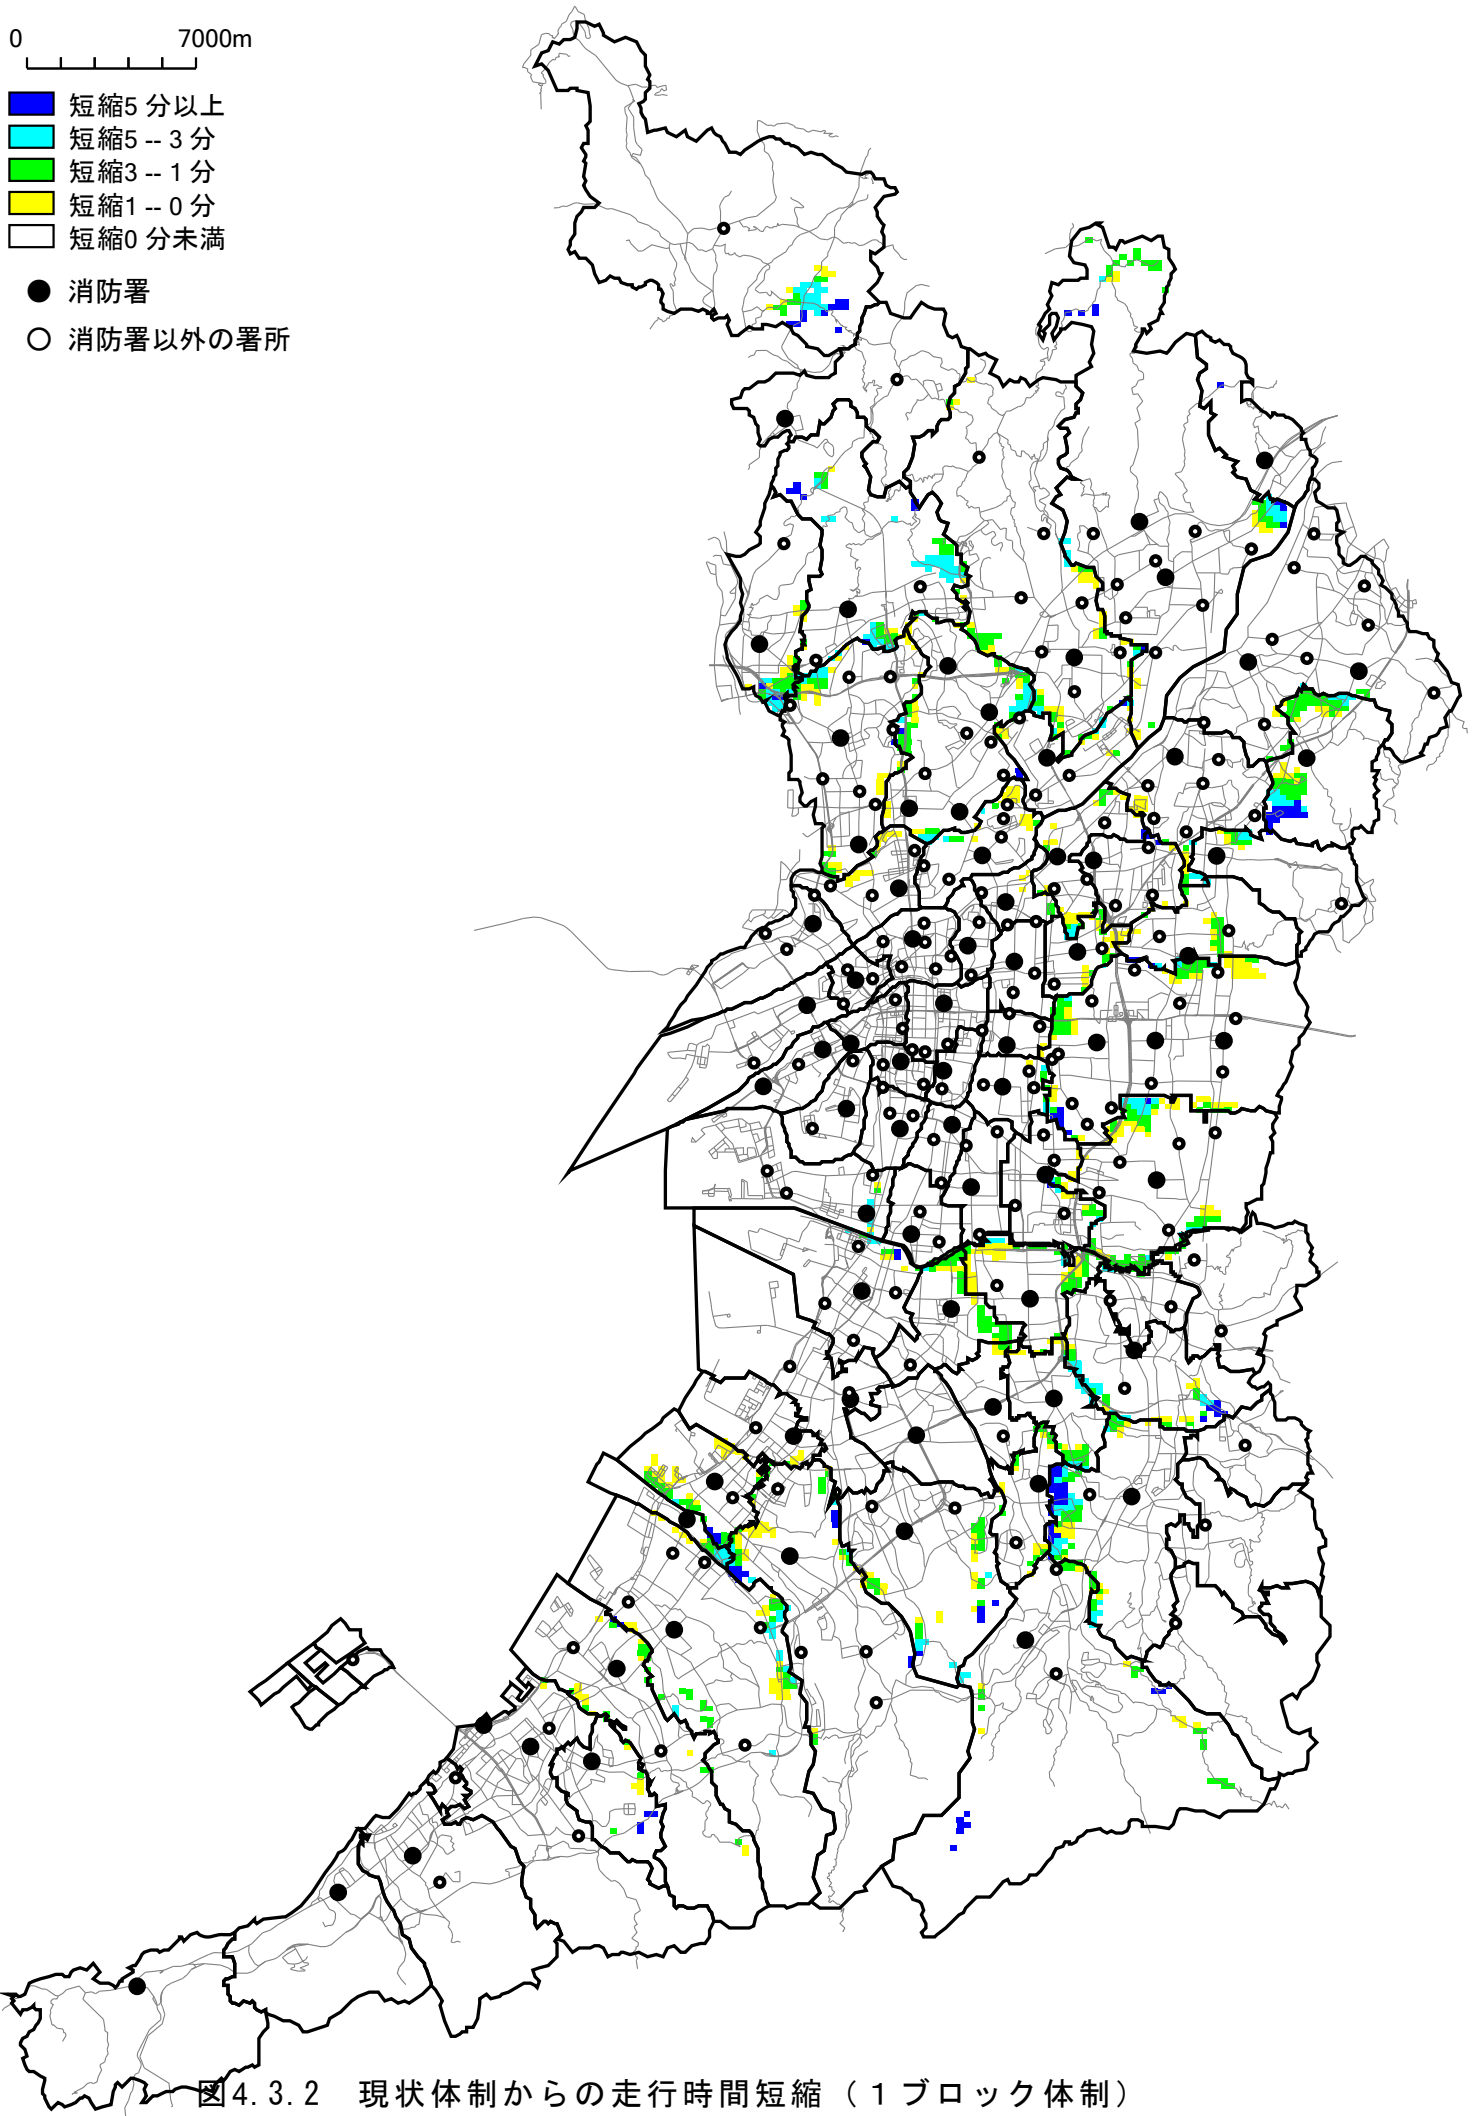 0 7000m
短縮5 分以上
短縮5 -- 3 分
短縮3 -- 1 分
短縮1 -- 0 分
短縮0 分未満
消防署
消防署以外の署所
図4.3.2 現状体制からの走行時間短縮（１ブロック体制）